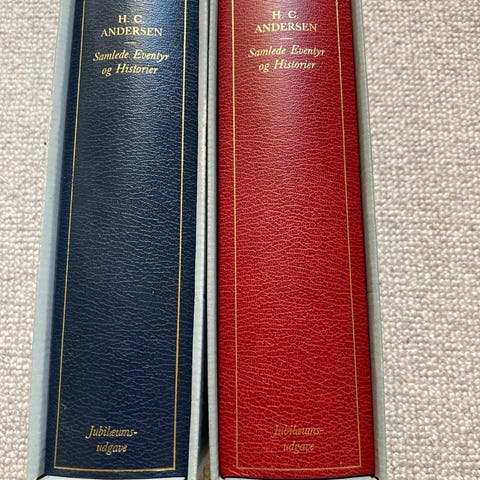 H. C.
ANDERSEN
Samlede Eventyr
og Historier
Jubilæums-
udgave
H. C.
ANDERSEN
Samlede Eventyr
og Historier
Jubilæums-
udgave